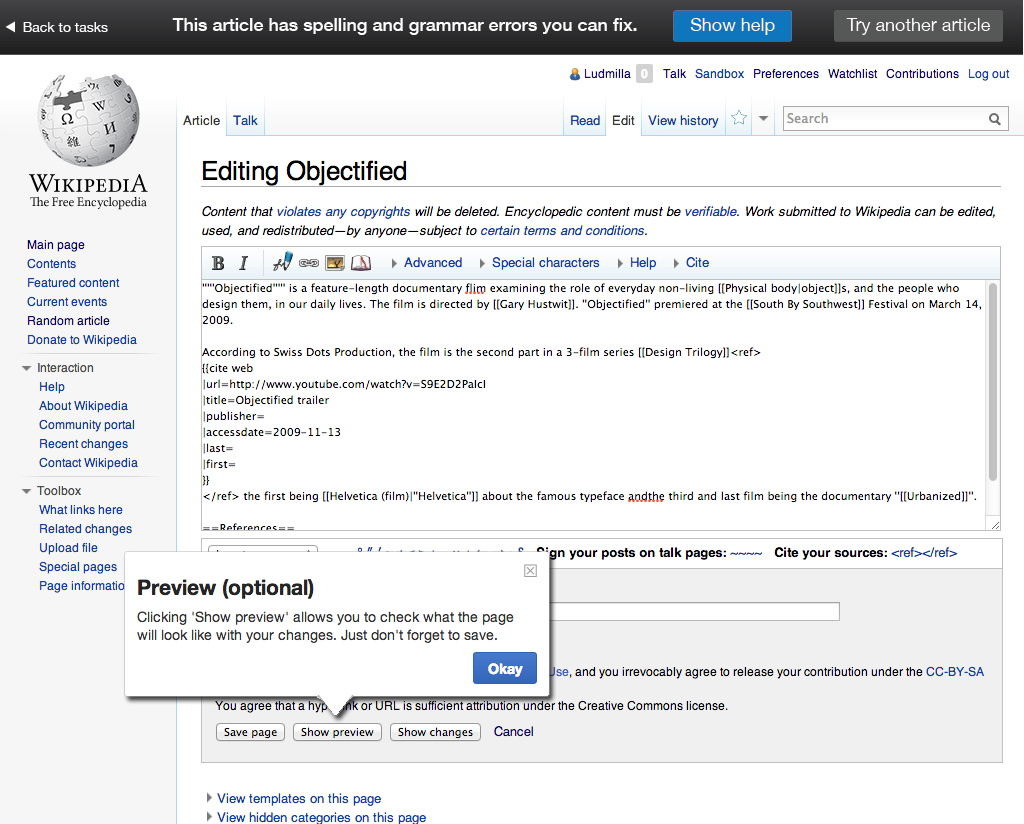 Back to tasks
This article has spelling and grammar errors you can fix.
Show help
Try another article
Ludmilla 0 Talk Sandbox Preferences Watchlist Contributions Log out
Article Talk
Read Edit View history
Search
WIKIPEDIA
The Free Encyclopedia
Main page
Contents
Featured content
Current events
Random article
Donate to Wikipedia
Interaction
Help
About Wikipedia
Community portal
Recent changes
Contact Wikipedia
Toolbox
What links here
Related changes
Upload file
Special pages
Page informatio
Editing Objectified
Content that violates any copyrights will be deleted. Encyclopedic content must be verifiable. Work submitted to Wikipedia can be edited,
used, and redistributed—by anyone—subject to certain terms and conditions.
B I Advanced Special characters Help Cite
"""Objectified""" is a feature-length documentary flim examining the role of everyday non-living [[Physical body|object]]s, and the people who
design them, in our daily lives. The film is directed by [[Gary Hustwit]]. "Objectified" premiered at the [[South By Southwest]] Festival on March 14,
2009.
According to Swiss Dots Production, the film is the second part in a 3-film series [[Design Trilogy]]<ref>
{{cite web
|url=http://www.youtube.com/watch?v=S9E2D2PaIcI
|title=Objectified trailer
|publisher=
|accessdate=2009-11-13
|last=
|first=
}}
</ref> the first being [[Helvetica (film)|"Helvetica"]] about the famous typeface andthe third and last film being the documentary "[[Urbanized]]".
==References==
Sign your posts on talk pages: ~~~~ Cite your sources: <ref></ref>
Preview (optional)
Clicking 'Show preview' allows you to check what the page
will look like with your changes. Just don't forget to save.
Okay
Use, and you irrevocably agree to release your contribution under the CC-BY-SA
You agree that a hyp nk or URL is sufficient attribution under the Creative Commons license.
Save page Show preview Show changes Cancel
View templates on this page
View hidden categories on this page